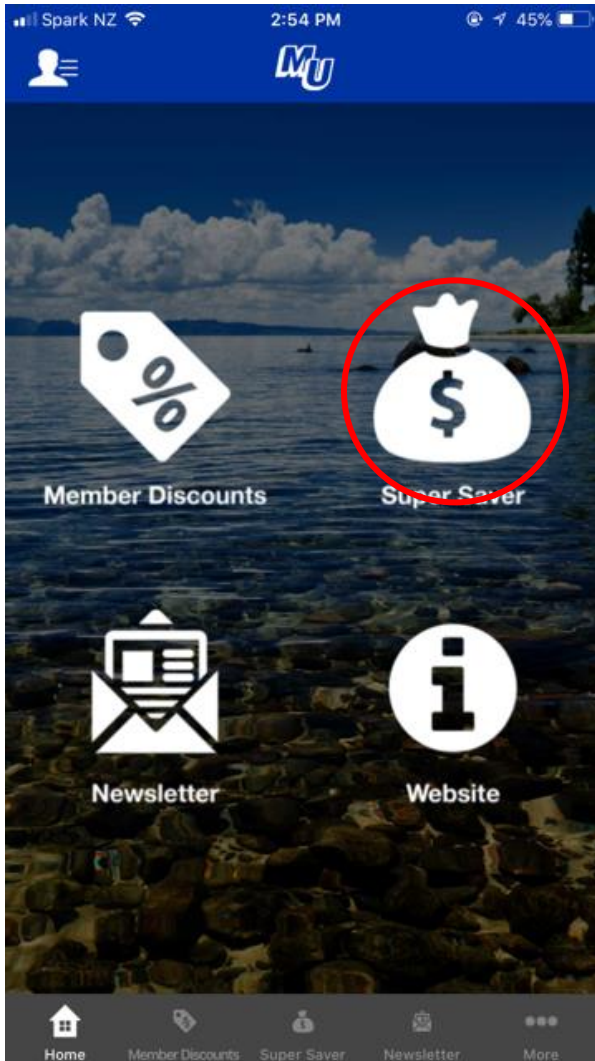 Spark NZ 2:54 PM 45%
MU
%
$
Member Discounts Super Saver
i
Newsletter Website
$
Home Member Discounts Super Saver Newsletter More